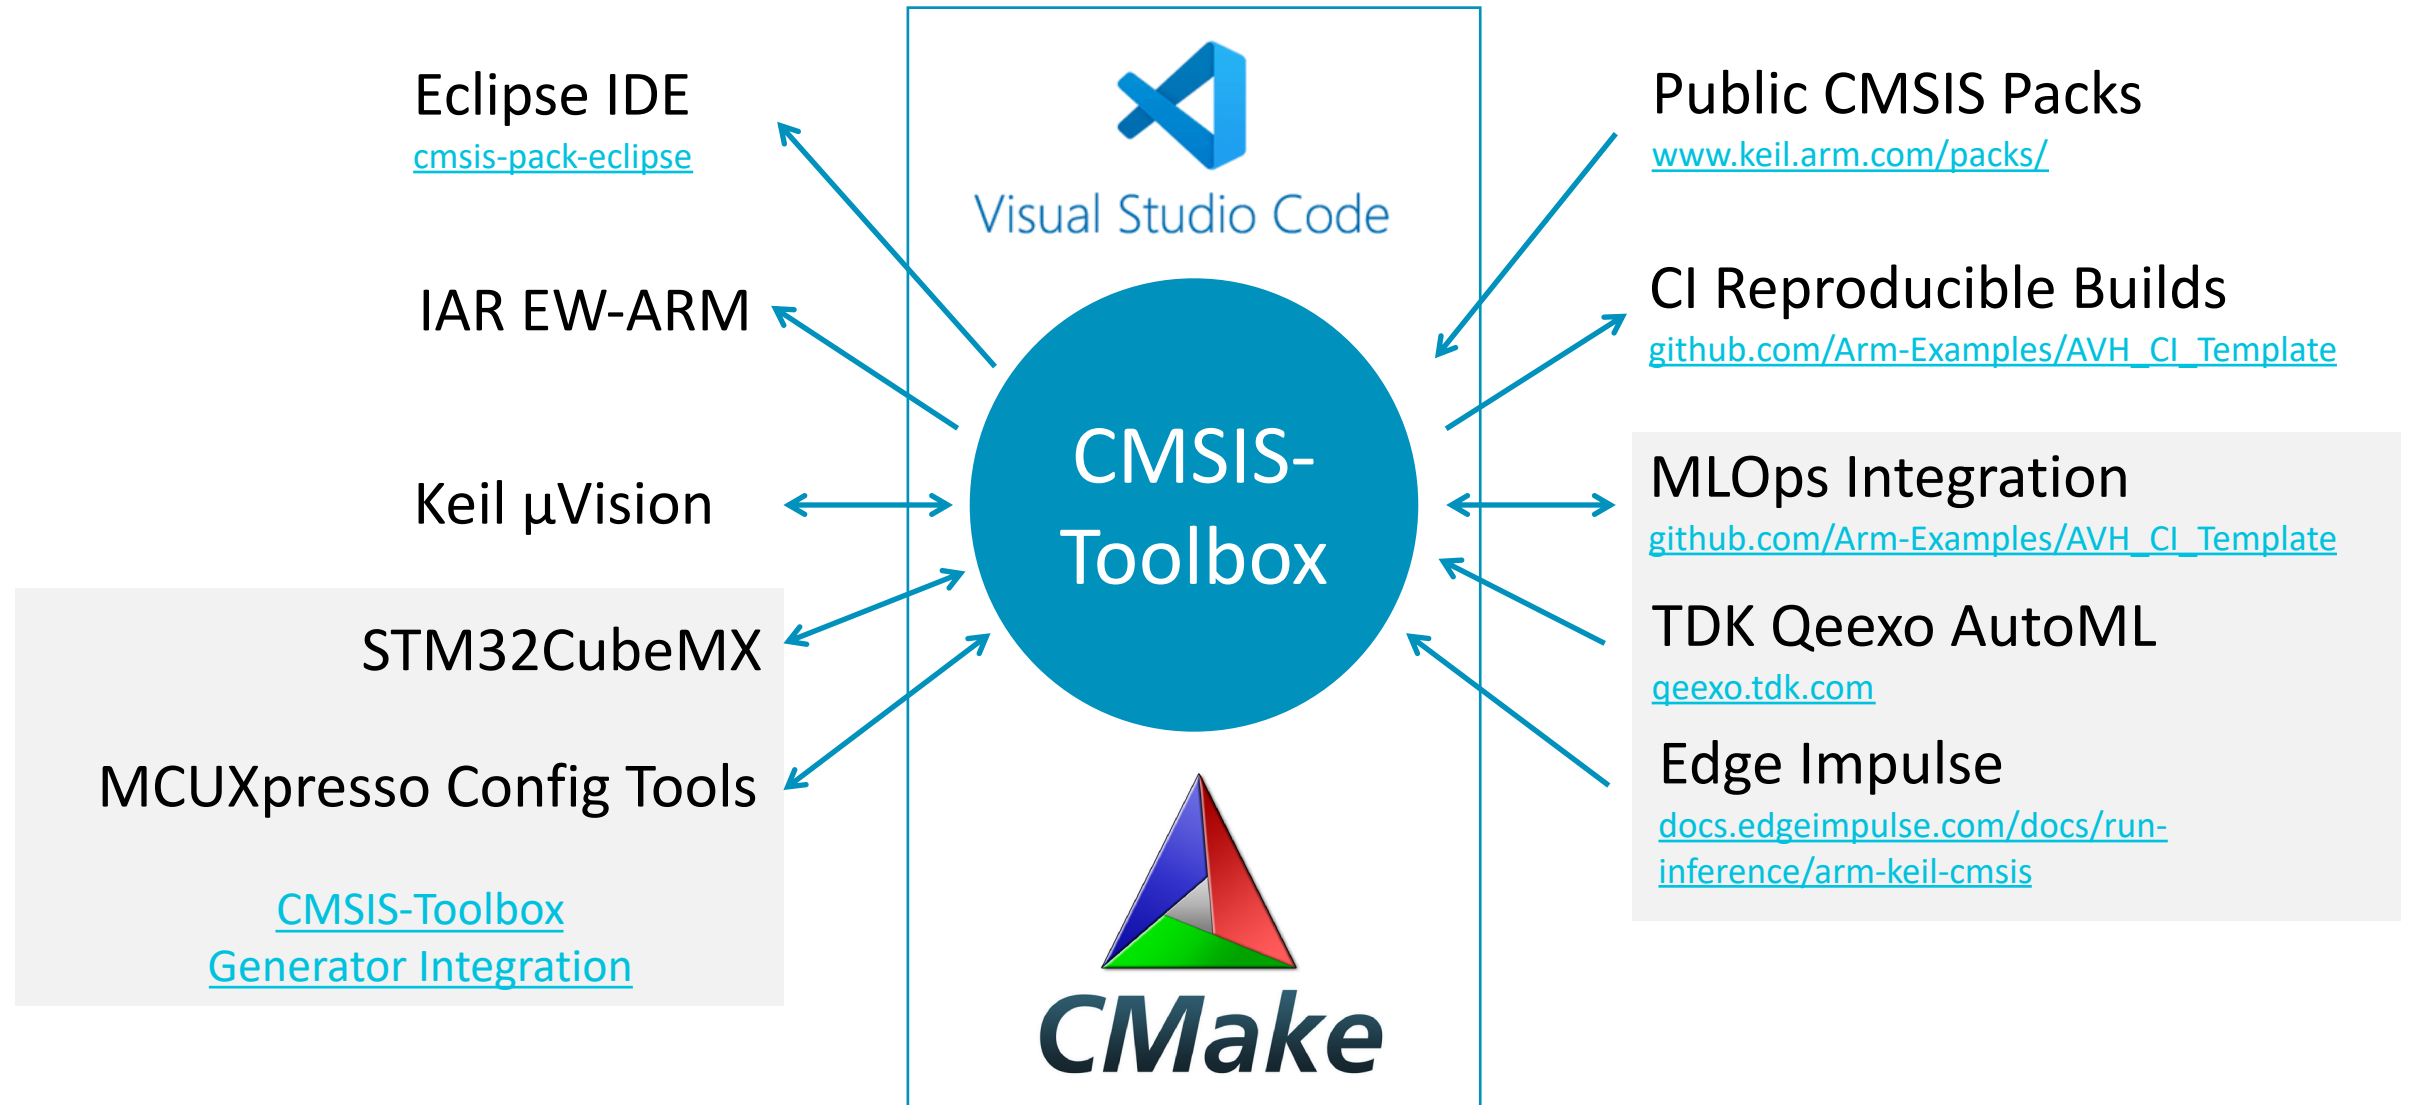 Eclipse IDE
cmsis-pack-eclipse
IAR EW-ARM
Keil µVision
STM32CubeMX
MCUXpresso Config Tools
CMSIS-Toolbox
Generator Integration
Visual Studio Code
CMSIS-
Toolbox
CMake
Public CMSIS Packs
www.keil.arm.com/packs/
CI Reproducible Builds
github.com/Arm-Examples/AVH_CI_Template
MLOps Integration
github.com/Arm-Examples/AVH_CI_Template
TDK Qeexo AutoML
qeexo.tdk.com
Edge Impulse
docs.edgeimpulse.com/docs/run-
inference/arm-keil-cmsis